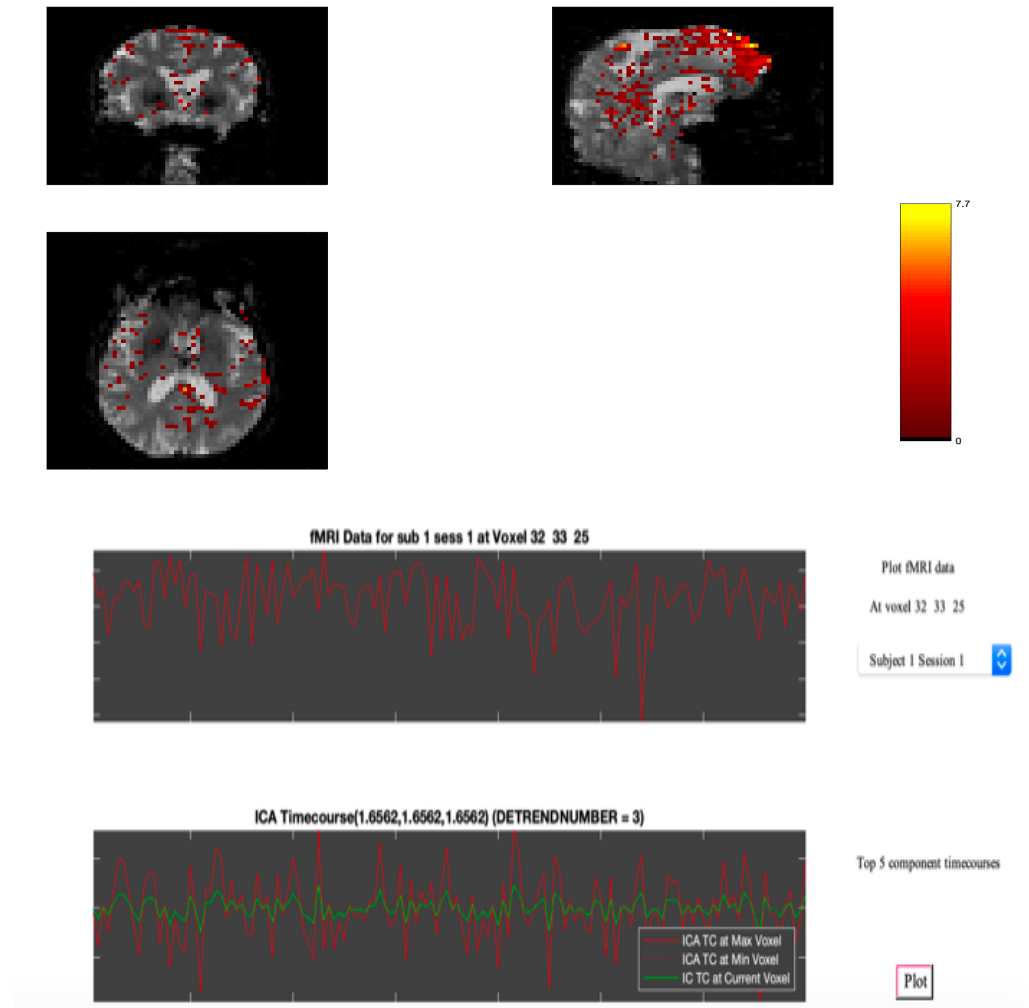 7.7
0
fMRI Data for sub 1 sess 1 at Voxel 32 33 25
Plot fMRI data
At voxel 32 33 25
Subject 1 Session 1
ICA Timecourse(1.6562,1.6562,1.6562) (DETRENDNUMBER = 3)
Top 5 component timecourses
ICA TC at Max Voxel
ICA TC at Min Voxel
IC TC at Current Voxel
Plot